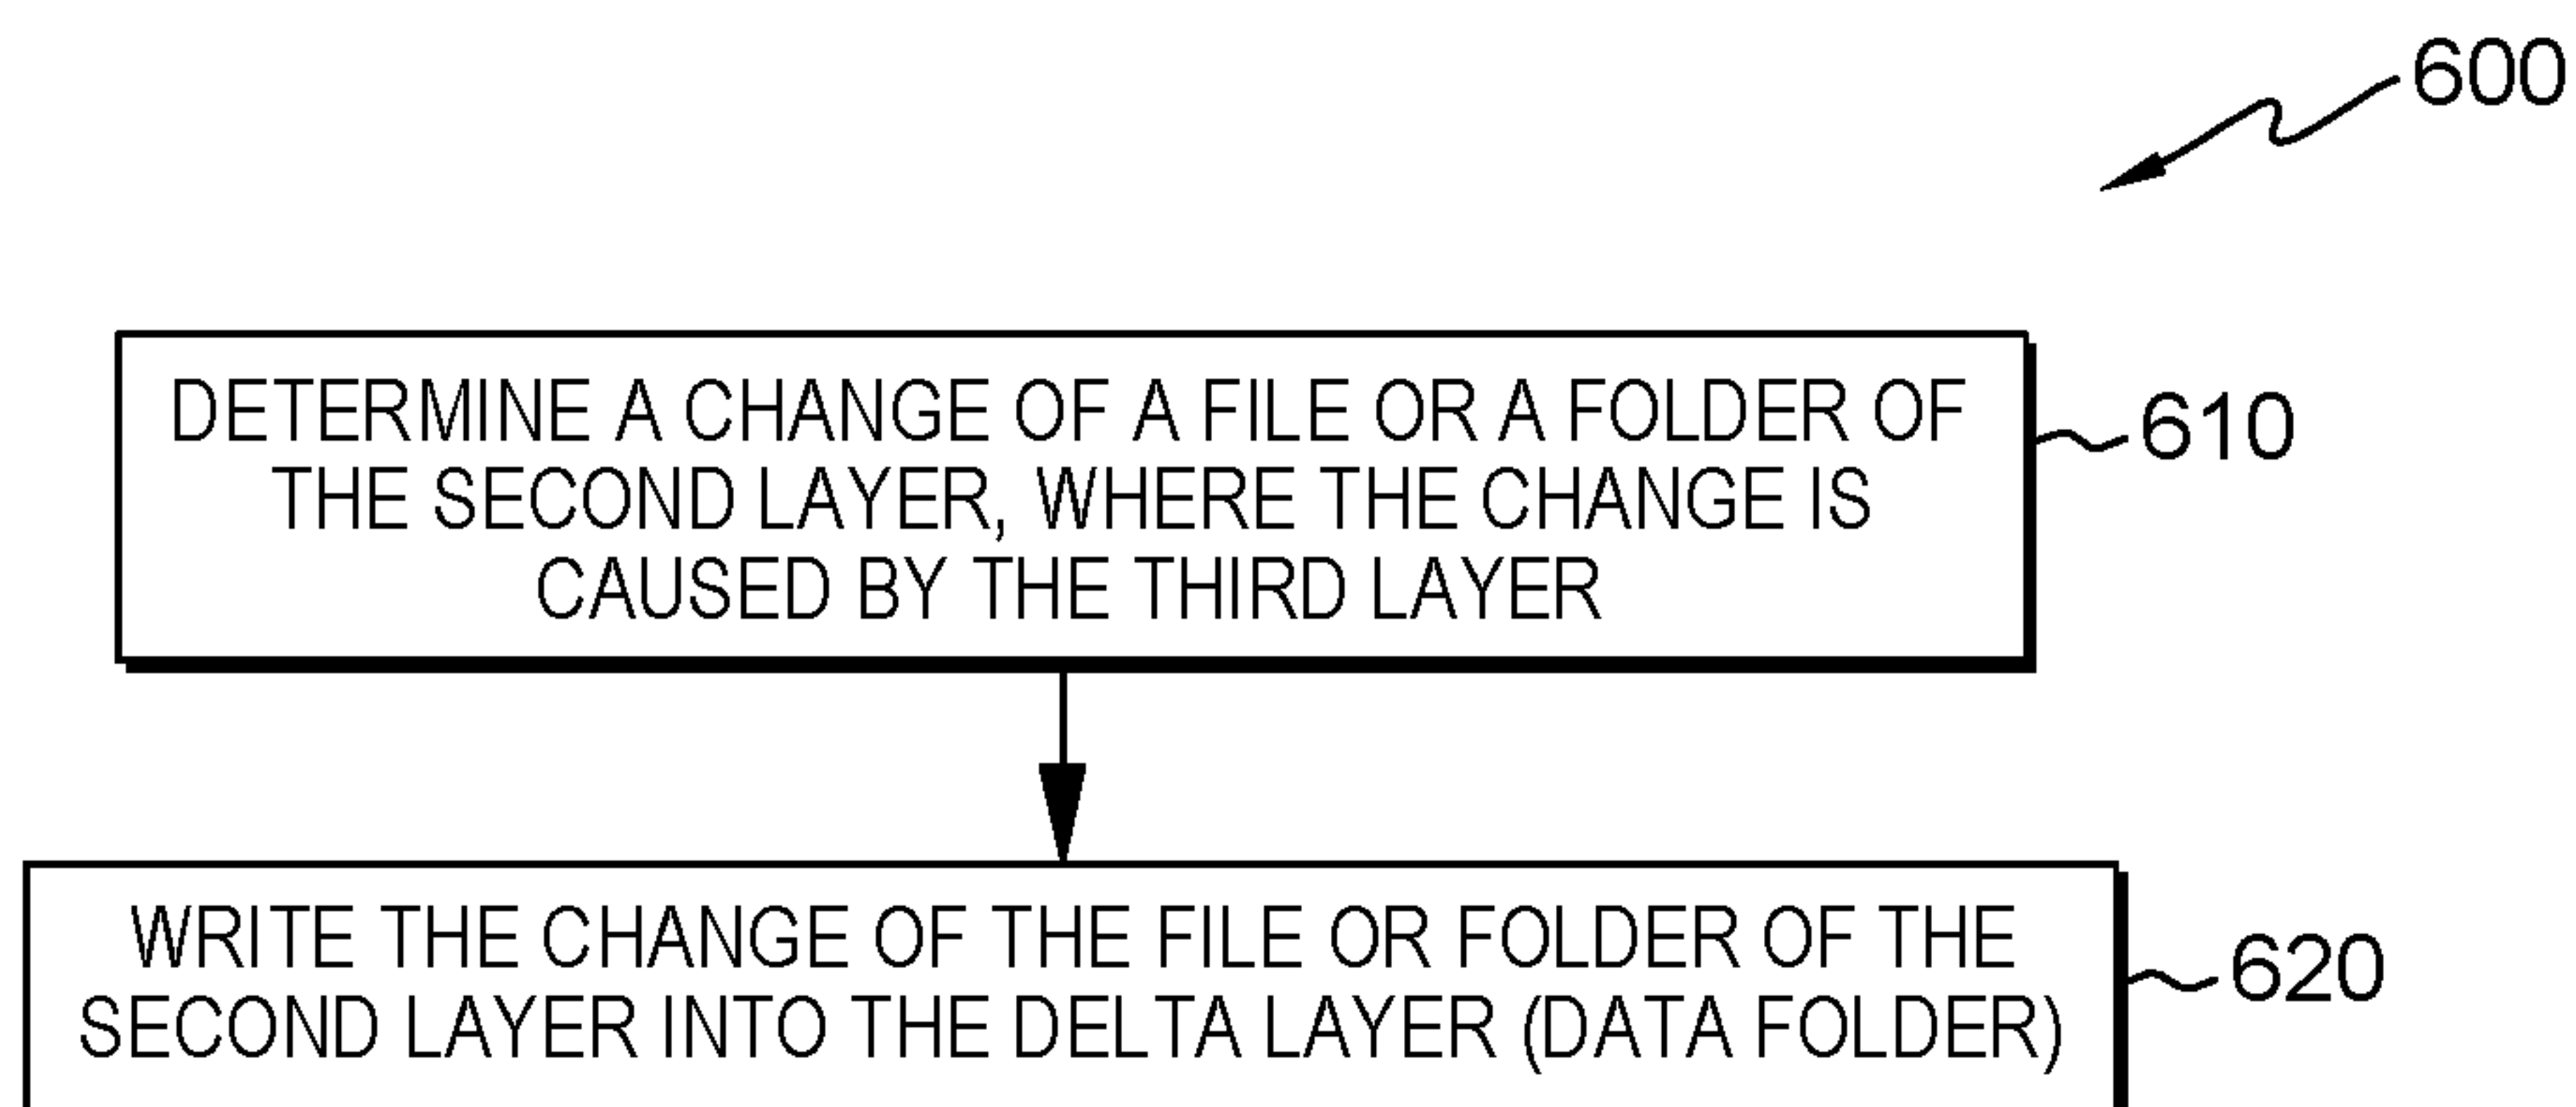 600
DETERMINE A CHANGE OF A FILE OR A FOLDER OF
THE SECOND LAYER, WHERE THE CHANGE IS
CAUSED BY THE THIRD LAYER
610
WRITE THE CHANGE OF THE FILE OR FOLDER OF THE
SECOND LAYER INTO THE DELTA LAYER (DATA FOLDER)
620